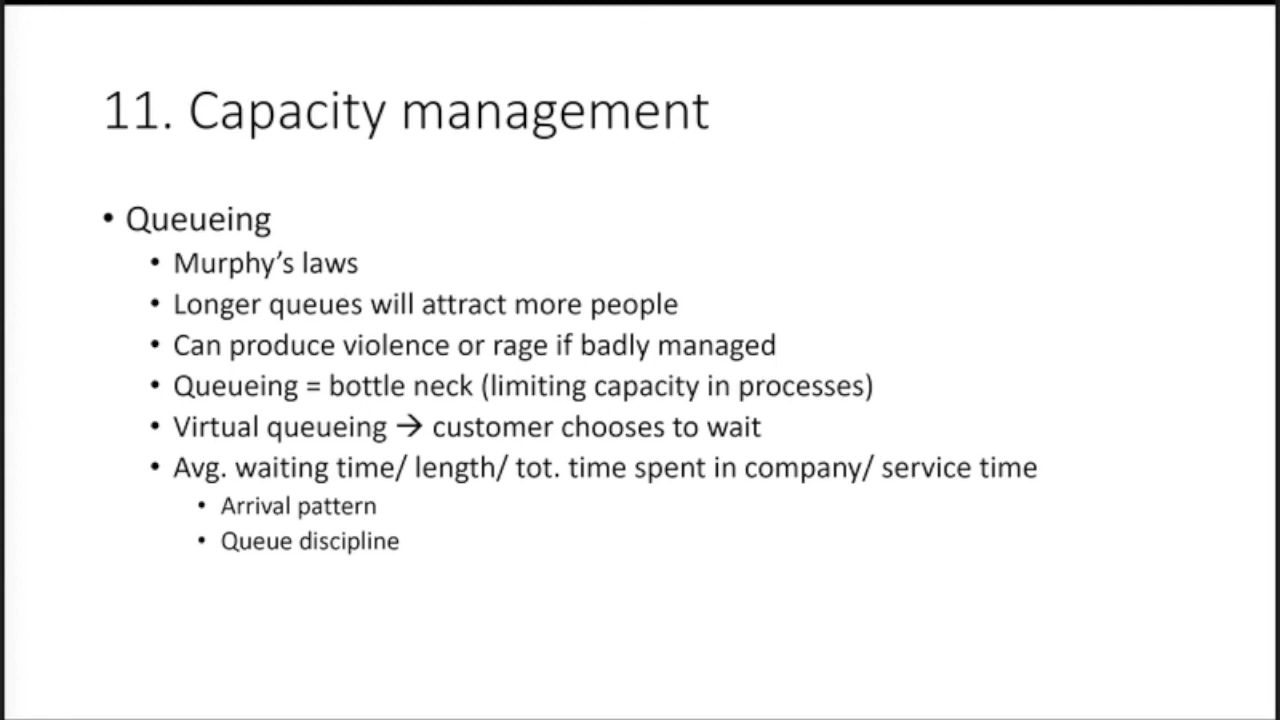 11. Capacity management
• Queueing
• Murphy’s laws
• Longer queues will attract more people
• Can produce violence or rage if badly managed
• Queueing = bottle neck (limiting capacity in processes)
• Virtual queueing → customer chooses to wait
• Avg. waiting time/ length/ tot. time spent in company/ service time
• Arrival pattern
• Queue discipline